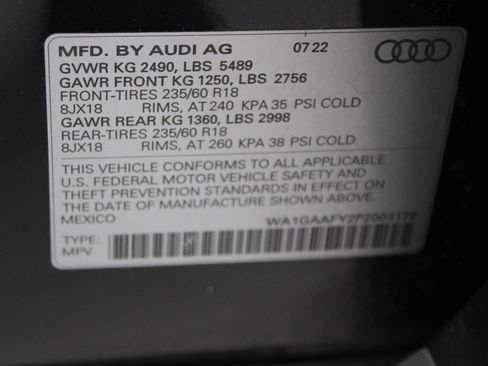 MFD. BY AUDI AG 07 22
GVWR KG 2490, LBS 5489
GAWR FRONT KG 1250, LBS 2756
FRONT-TIRES 235/60 R18
8JX18 RIMS, AT 240 KPA 35 PSI COLD
GAWR REAR KG 1360, LBS 2998
REAR-TIRES 235/60 R18
8JX18 RIMS, AT 260 KPA 38 PSI COLD
THIS VEHICLE CONFORMS TO ALL APPLICABLE
U.S. FEDERAL MOTOR VEHICLE SAFETY AND
THEFT PREVENTION STANDARDS IN EFFECT ON
THE DATE OF MANUFACTURE SHOWN ABOVE.
MEXICO WA1GAAFY2P2003176
TYPE:
MPV